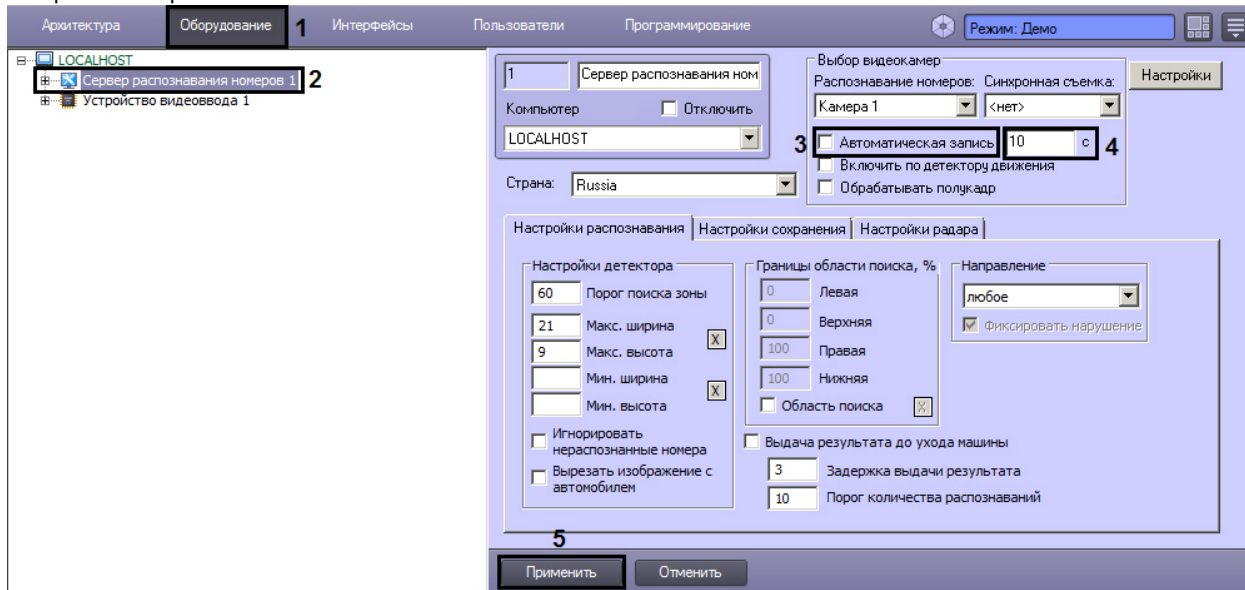 Архитектура Оборудование 1 Интерфейсы Пользователи Программирование Режим: Демо
LOCALHOST
Сервер распознавания номеров 1 2
Устройство видеоввода 1
1 Сервер распознавания ном
Компьютер Отключить
LOCALHOST
Страна: Russia
Выбор видеокамер
Распознавание номеров: Синхронная съемка:
Камера 1 <нет>
3 Автоматическая запись 10 с 4
Включить по детектору движения
Обрабатывать полукадр
Настройки
Настройки распознавания Настройки сохранения Настройки радара
Настройки детектора
60 Порог поиска зоны
21 Макс. ширина
9 Макс. высота
X
Мин. ширина
Мин. высота
X
Игнорировать
нераспознанные номера
Вырезать изображение с
автомобилем
Границы области поиска, %
0 Левая
0 Верхняя
100 Правая
100 Нижняя
Область поиска X
Направление
любое
Фиксировать нарушение
Выдача результата до ухода машины
3 Задержка выдачи результата
10 Порог количества распознаваний
5
Применить Отменить